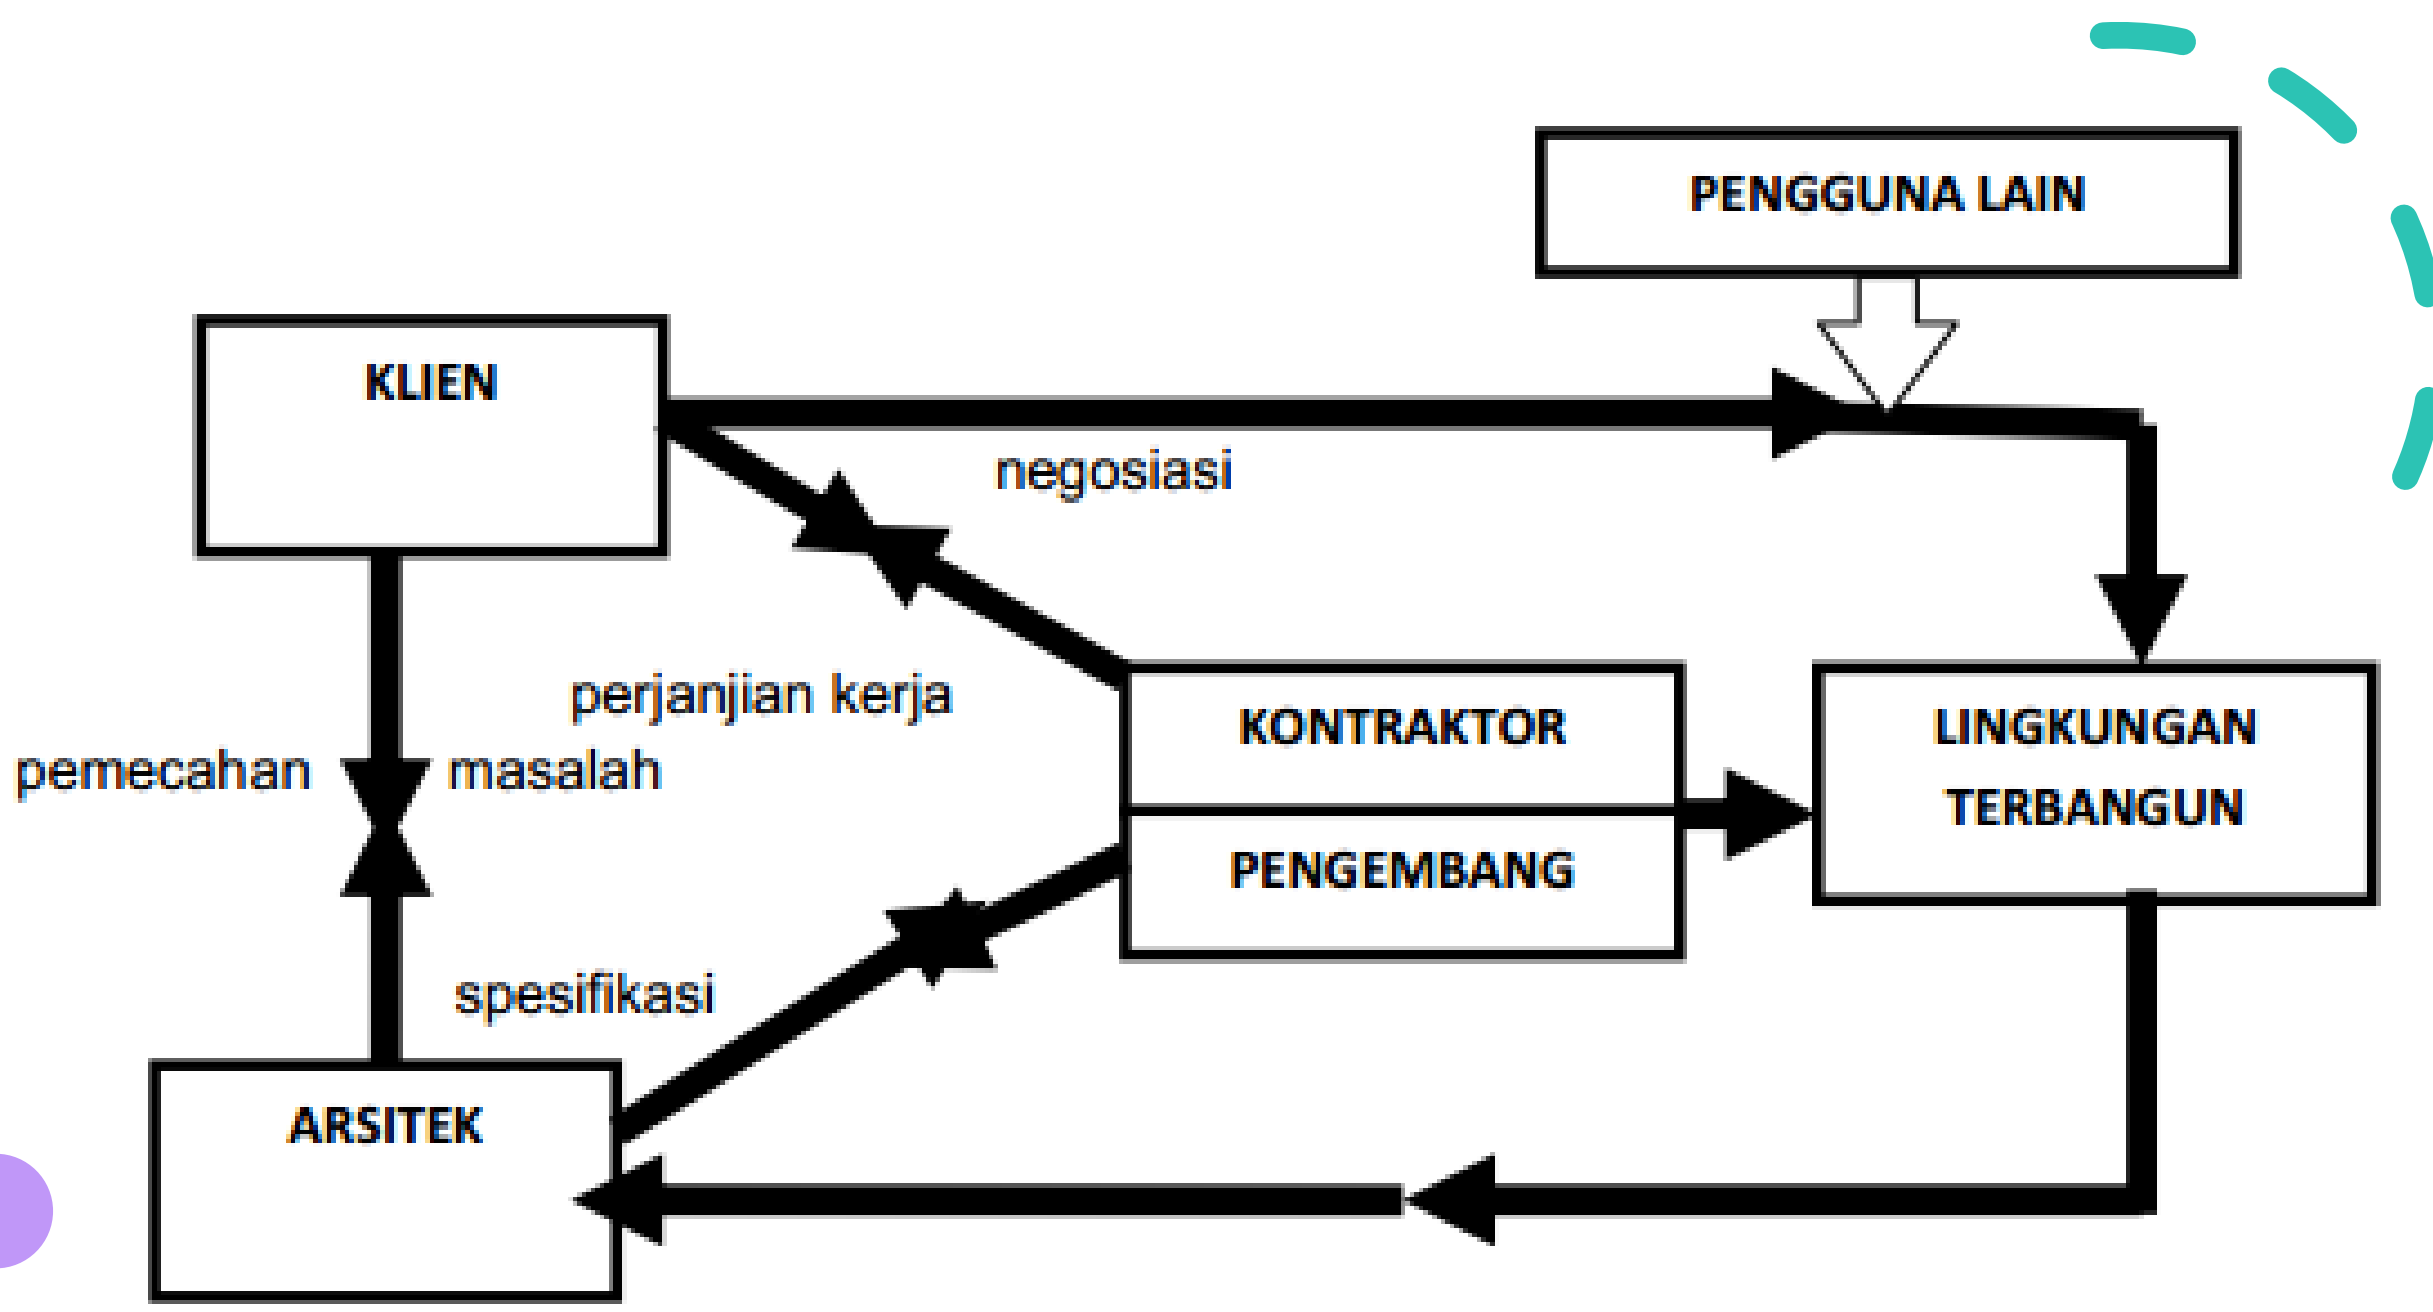 PENGGUNA LAIN
KLIEN
negosiasi
perjanjian kerja
KONTRAKTOR
LINGKUNGAN
TERBANGUN
pemecahan masalah
PENGEMBANG
spesifikasi
ARSITEK